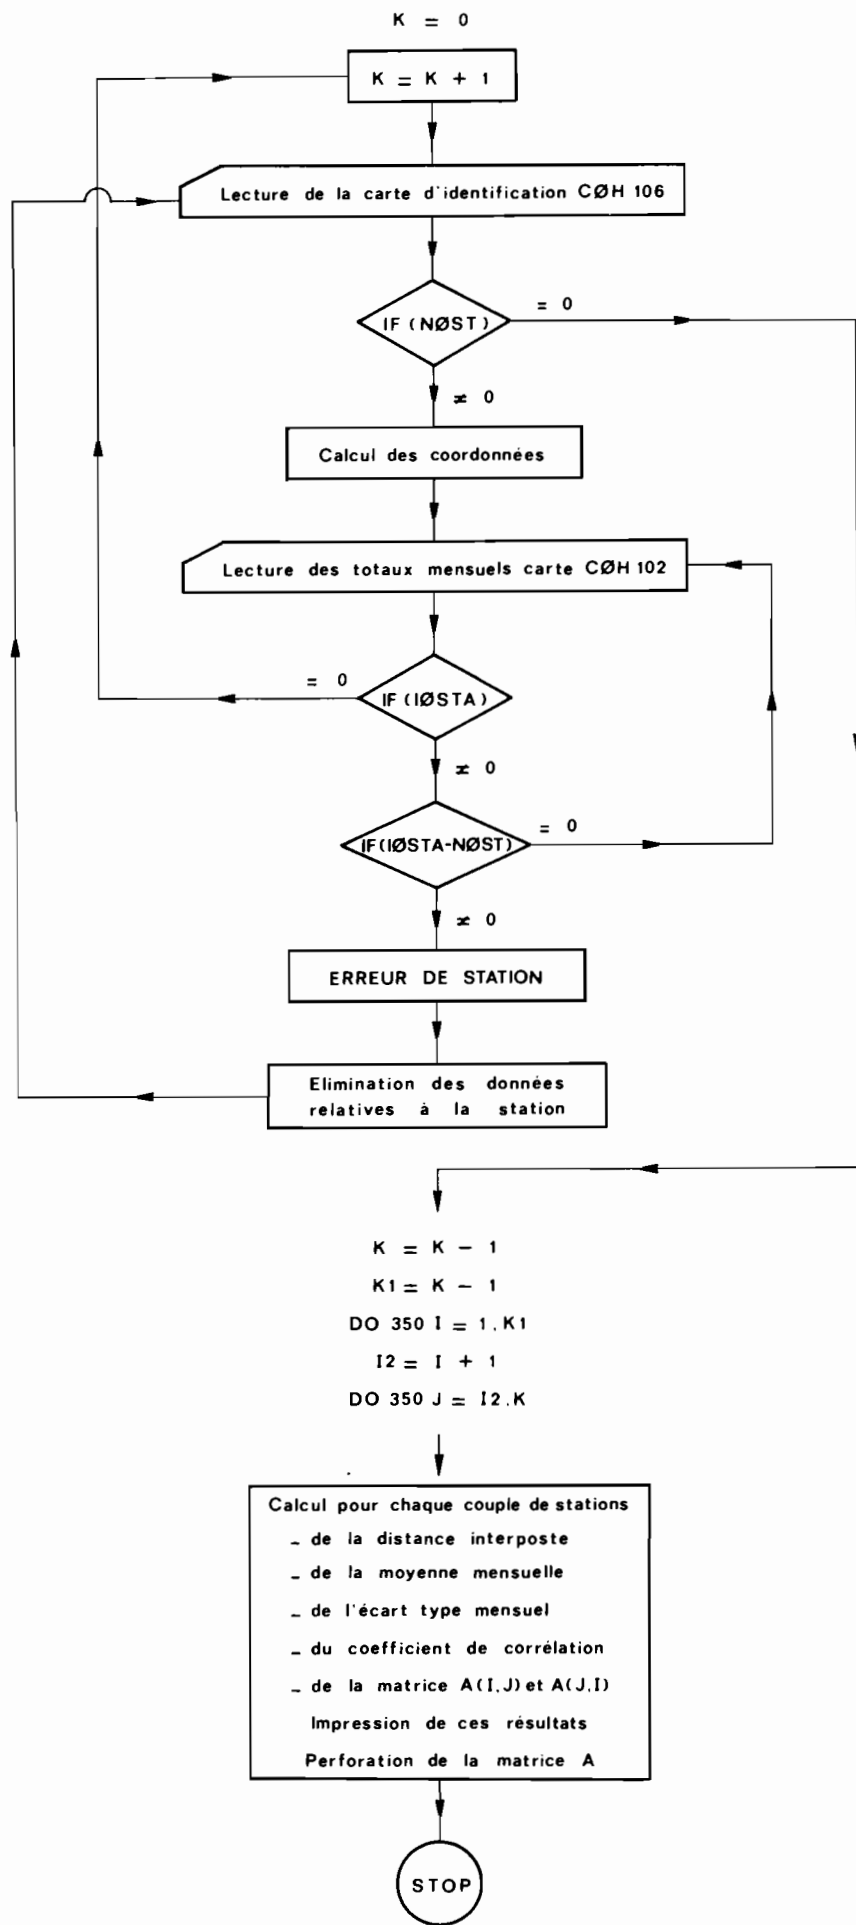 K = 0
K = K + 1
Lecture de la carte d'identification CØH 106
= 0
IF (NØST)
≠ 0
Calcul des coordonnées
Lecture des totaux mensuels carte CØH 102
= 0
IF (IØSTA)
≠ 0
= 0
IF(IØSTA-NØST)
≠ 0
ERREUR DE STATION
Elimination des données
relatives à la station
K = K - 1
K1 = K - 1
DO 350 I = 1.K1
I2 = I + 1
DO 350 J = I2.K
Calcul pour chaque couple de stations
- de la distance interposte
- de la moyenne mensuelle
- de l'écart type mensuel
- du coefficient de corrélation
- de la matrice A(I.J) et A(J.I)
Impression de ces résultats
Perforation de la matrice A
STOP